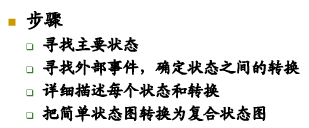 步骤
寻找主要状态
寻找外部事件，确定状态之间的转换
详细描述每个状态和转换
把简单状态图转换为复合状态图